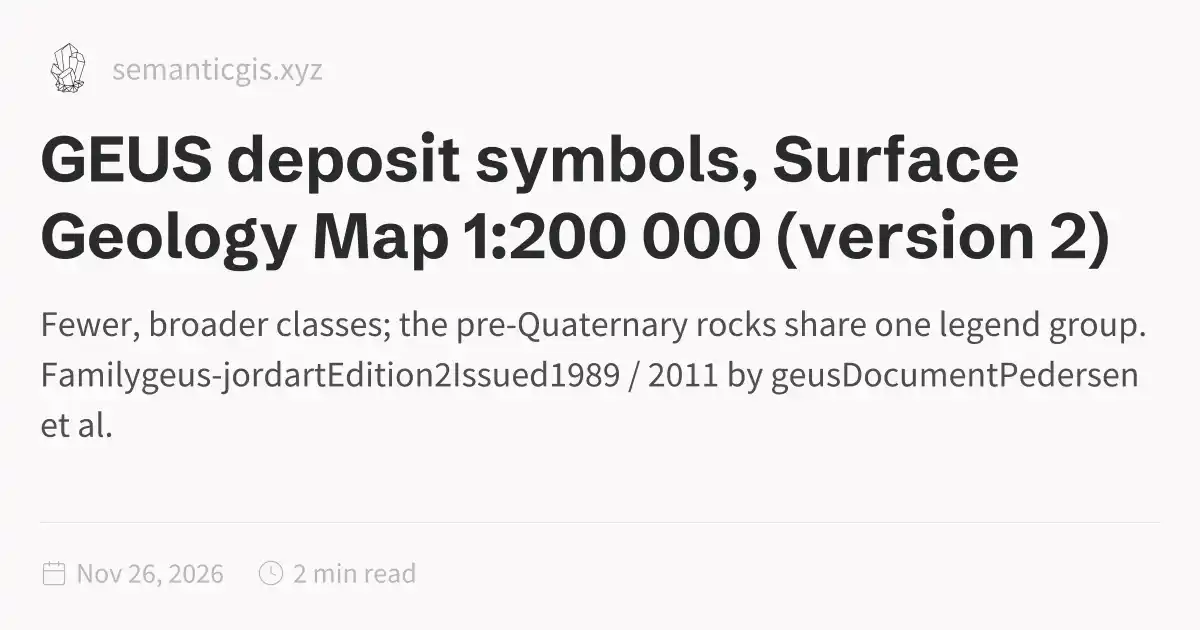 semanticgis.xyz
GEUS deposit symbols, Surface
Geology Map 1:200 000 (version 2)
Fewer, broader classes; the pre-Quaternary rocks share one legend group.
Familygeus-jordartEdition2Issued1989 / 2011 by geusDocumentPedersen
et al.
Nov 26, 2026
2 min read